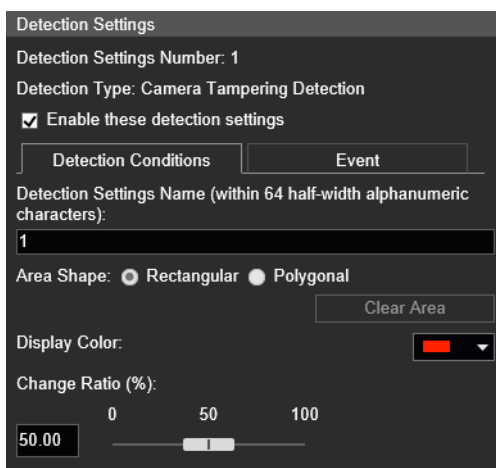 Detection Settings
Detection Settings Number: 1
Detection Type: Camera Tampering Detection
Enable these detection settings
Detection Conditions Event
Detection Settings Name (within 64 half-width alphanumeric
characters):
1
Area Shape: Rectangular Polygonal
Clear Area
Display Color:
Change Ratio (%):
0 50 100
50.00